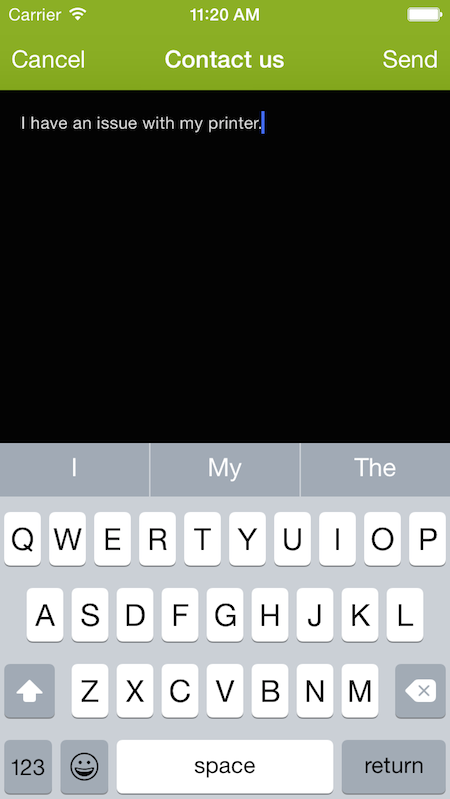 Carrier 11:20 AM
Cancel Contact us Send
I have an issue with my printer.
I My The
Q W E R T Y U I O P
A S D F G H J K L
Z X C V B N M
123 space return